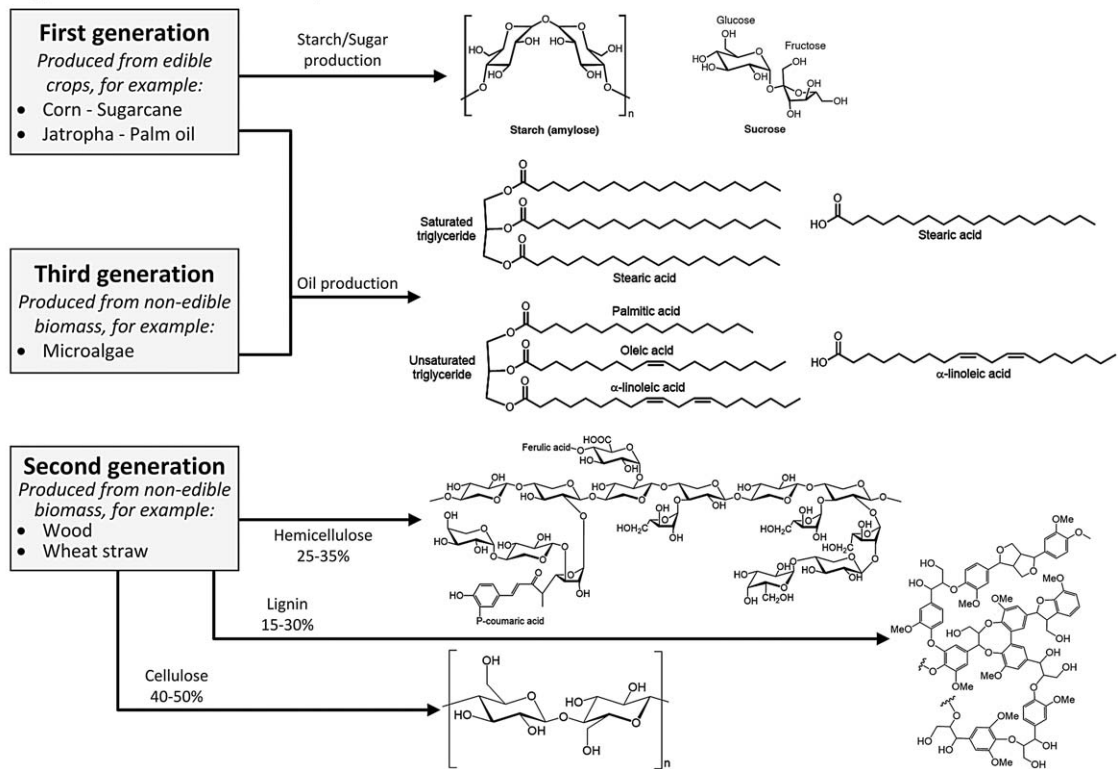 First generation
Produced from edible
crops, for example:
• Corn - Sugarcane
• Jatropha - Palm oil
Starch/Sugar
production
Starch (amylose)
n
Glucose
Fructose
Sucrose
Third generation
Produced from non-edible
biomass, for example:
• Microalgae
Oil production
Saturated
triglyceride
Stearic acid
Stearic acid
Palmitic acid
Oleic acid
Unsaturated
triglyceride
α-linoleic acid
α-linoleic acid
Second generation
Produced from non-edible
biomass, for example:
• Wood
• Wheat straw
Hemicellulose
25-35%
Ferulic acid
P-coumaric acid
Lignin
15-30%
Cellulose
40-50%
n